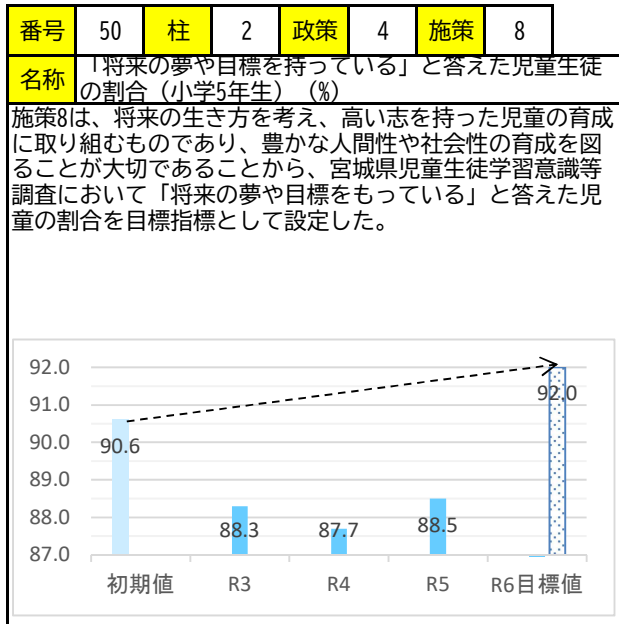 番号 50 柱 2 政策 4 施策 8
名称 「将来の夢や目標を持っている」と答えた児童生徒
の割合（小学5年生）（%）
施策8は、将来の生き方を考え、高い志を持った児童の育成
に取り組むものであり、豊かな人間性や社会性の育成を図
ることが大切であることから、宮城県児童生徒学習意識等
調査において「将来の夢や目標をもっている」と答えた児
童の割合を目標指標として設定した。
92.0
91.0
90.0
89.0
88.0
87.0
90.6
88.3
87.7
88.5
92.0
初期値 R3 R4 R5 R6目標値